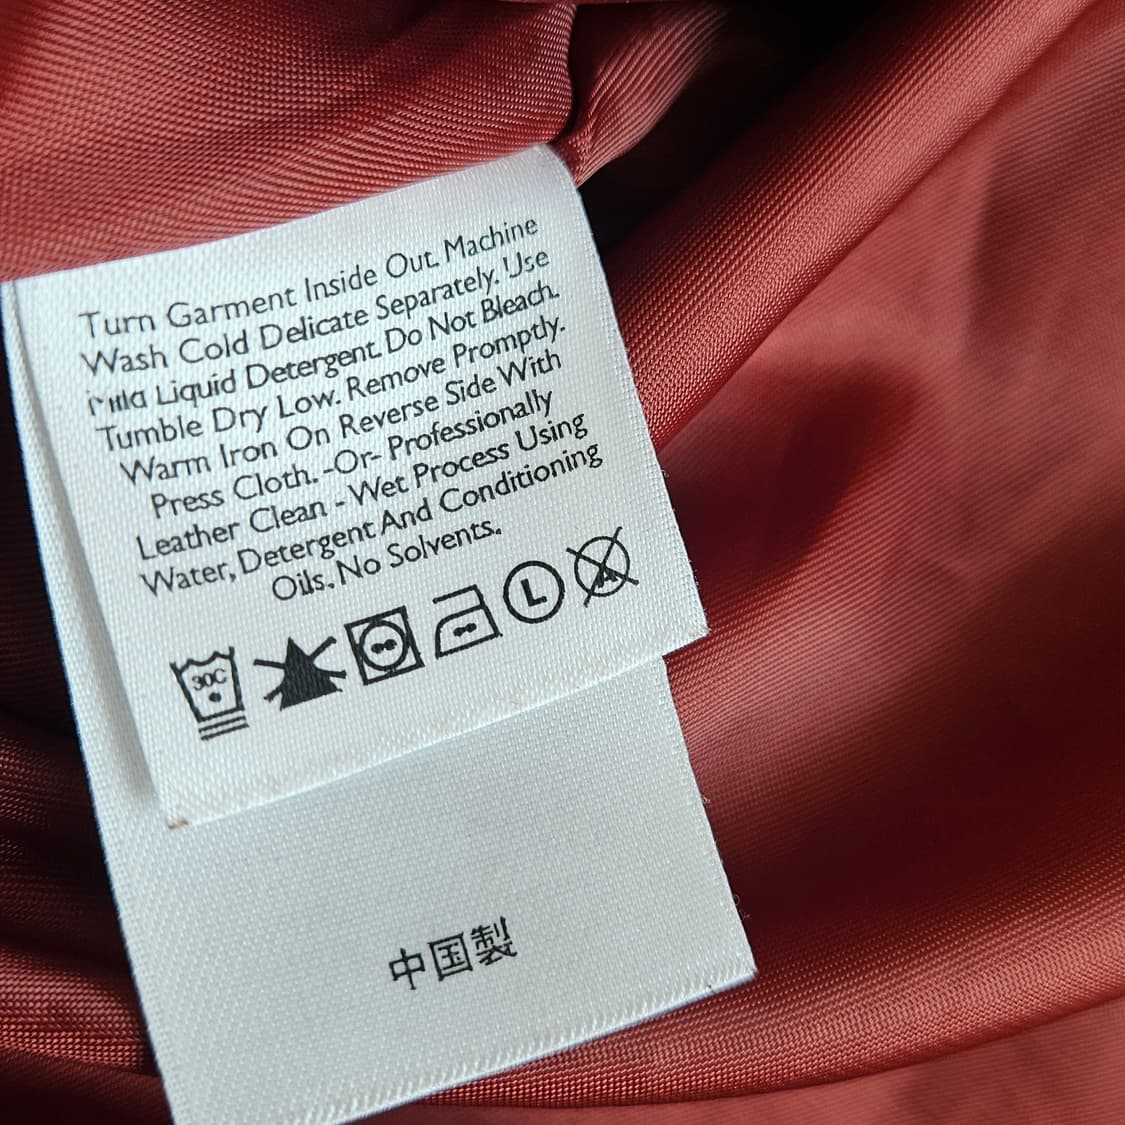 Turn Garment Inside Out. Machine
Wash Cold Delicate Separately. Use
Liquid Detergent. Do Not Bleach.
Tumble Dry Low. Remove Promptly.
Warm Iron On Reverse Side With
Press Cloth. -Or- Professionally
Leather Clean - Wet Process Using
Water, Detergent And Conditioning
Oils. No Solvents.
30C
L
中国製